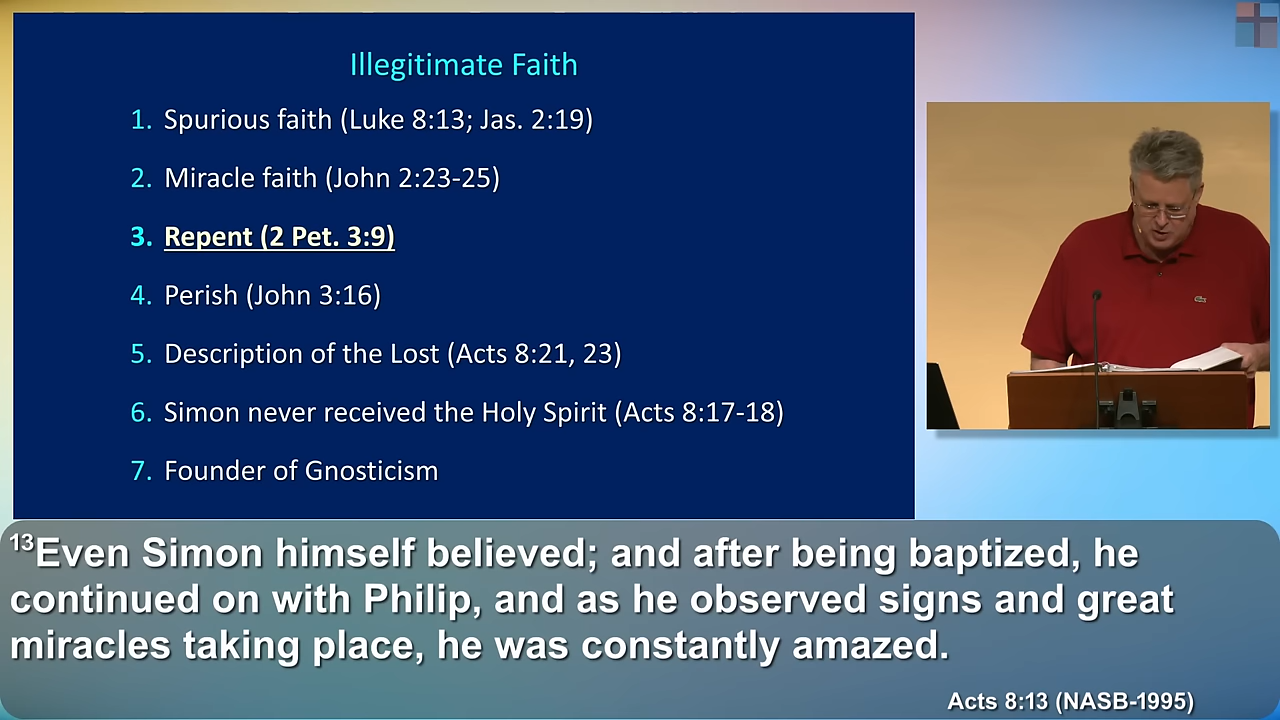 Illegitimate Faith
1. Spurious faith (Luke 8:13; Jas. 2:19)
2. Miracle faith (John 2:23-25)
3. Repent (2 Pet. 3:9)
4. Perish (John 3:16)
5. Description of the Lost (Acts 8:21, 23)
6. Simon never received the Holy Spirit (Acts 8:17-18)
7. Founder of Gnosticism
13Even Simon himself believed; and after being baptized, he
continued on with Philip, and as he observed signs and great
miracles taking place, he was constantly amazed.
Acts 8:13 (NASB-1995)